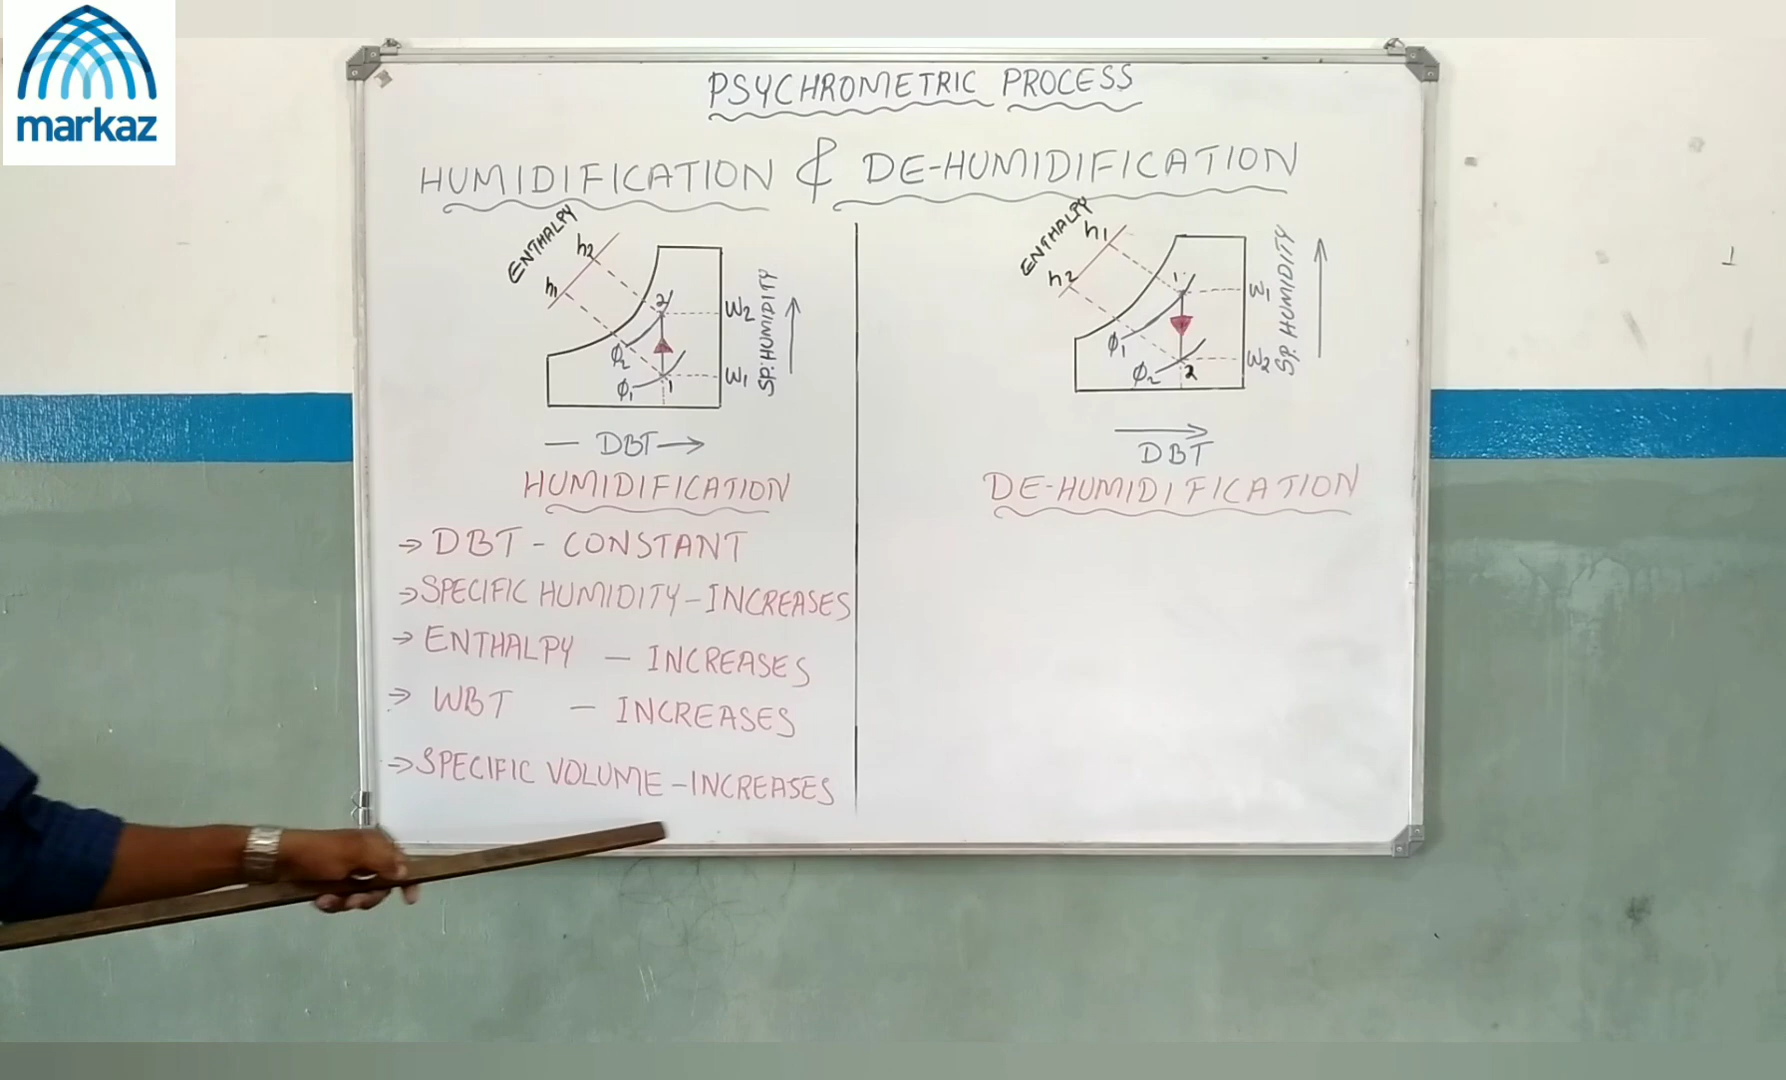 markaz
PSYCHROMETRIC PROCESS
HUMIDIFICATION & DE-HUMIDIFICATION
ENTHALPY
h2
h1
2
W2
ϕ2
W1
ϕ1
1
SP. HUMIDITY
DBT
HUMIDIFICATION
→ DBT - CONSTANT
→ SPECIFIC HUMIDITY - INCREASES
→ ENTHALPY - INCREASES
→ WBT - INCREASES
→ SPECIFIC VOLUME - INCREASES
ENTHALPY
h1
h2
1
W1
ϕ1
W2
ϕ2
2
SP. HUMIDITY
DBT
DE-HUMIDIFICATION